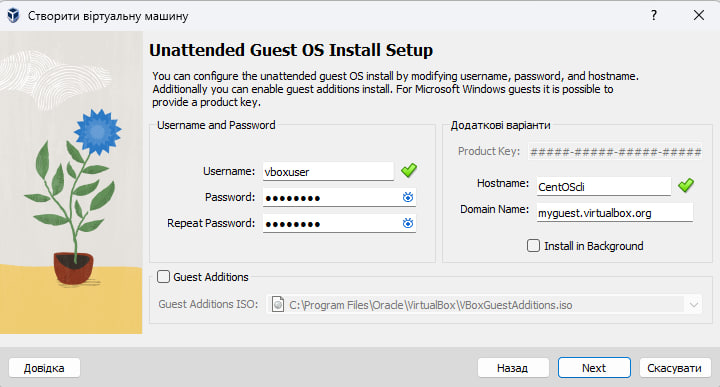 Створити віртуальну машину
Unattended Guest OS Install Setup
You can configure the unattended guest OS install by modifying username, password, and hostname.
Additionally you can enable guest additions install. For Microsoft Windows guests it is possible to
provide a product key.
Username and Password
Username: vboxuser
Password: ●●●●●●●●
Repeat Password: ●●●●●●●●
Додаткові варіанти
Product Key: #####-#####-#####-#####
Hostname: CentOScli
Domain Name: myguest.virtualbox.org
Install in Background
Guest Additions
Guest Additions ISO: C:\Program Files\Oracle\VirtualBox\VBoxGuestAdditions.iso
Довідка
Назад
Next
Скасувати